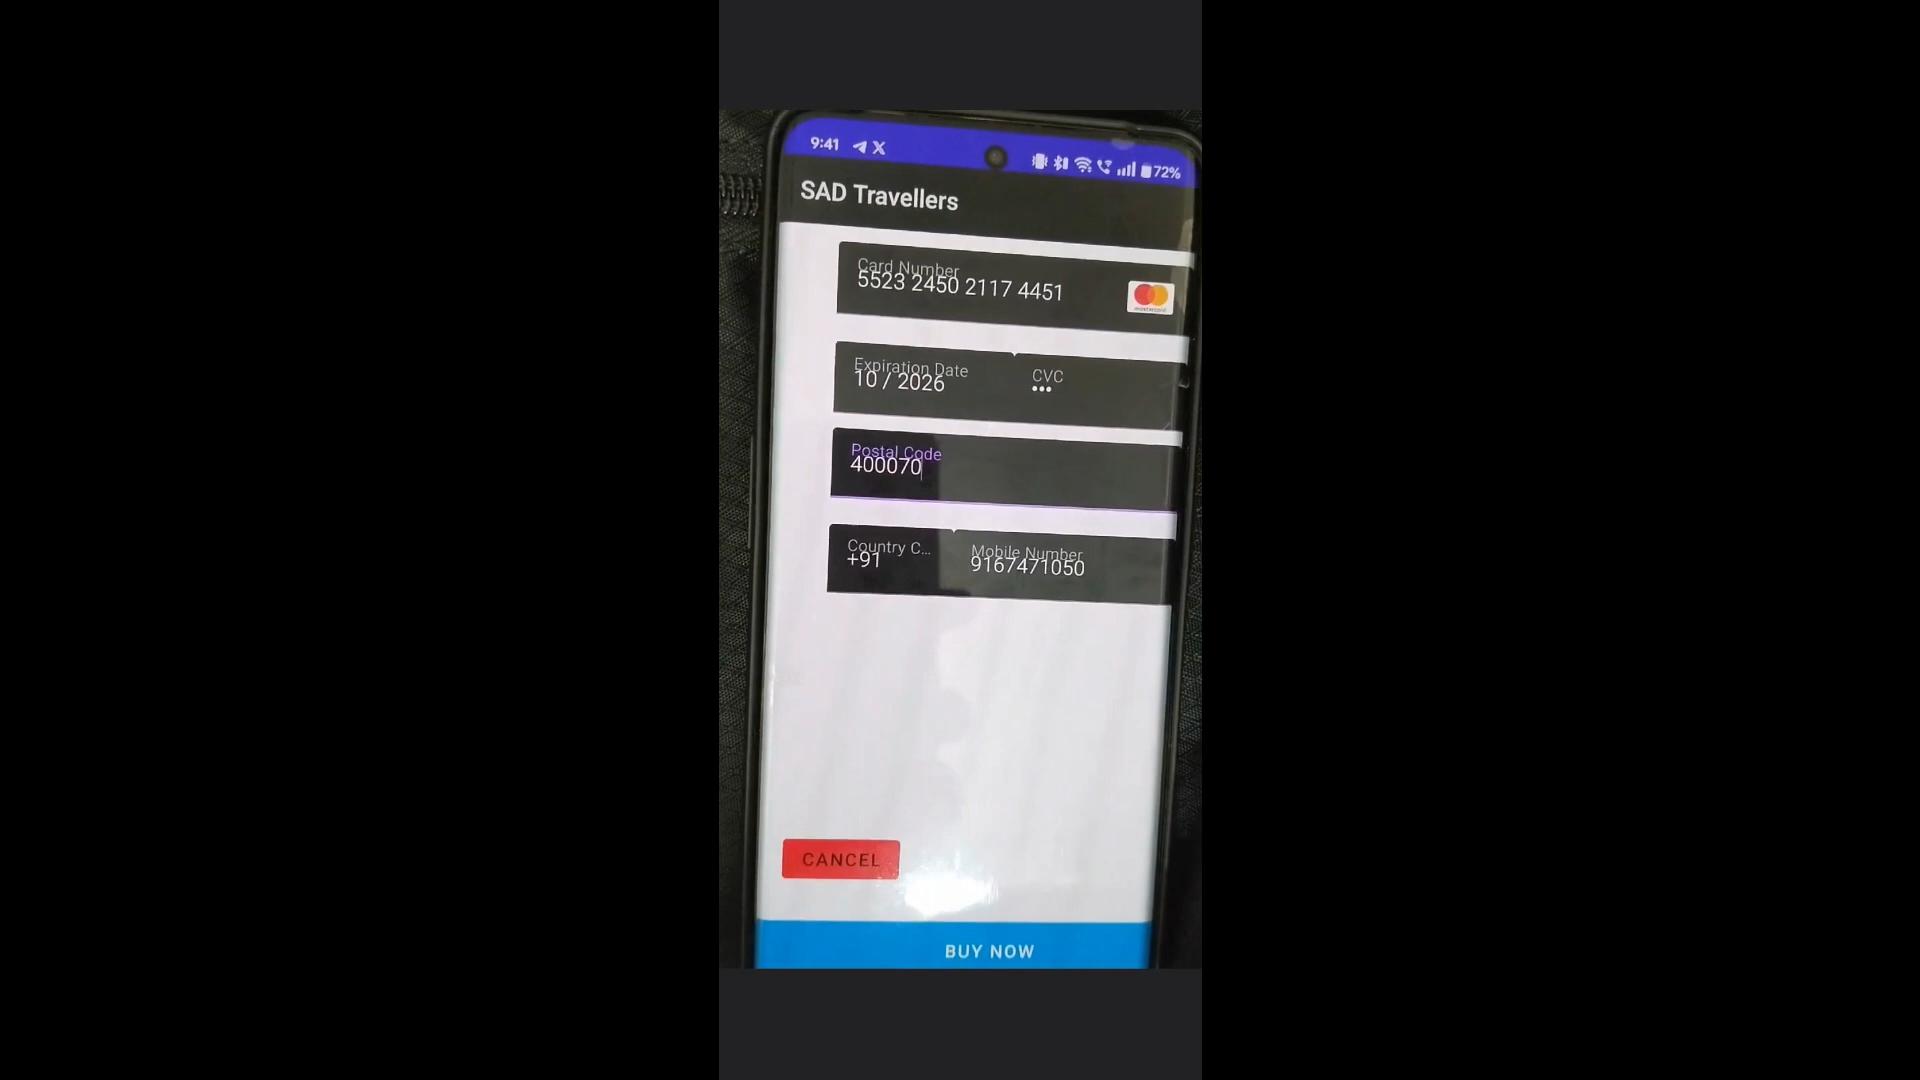 9:41
72%
SAD Travellers
Card Number
5523 2450 2117 4451
mastercard
Expiration Date
10 / 2026
CVC
•••
Postal Code
400070
Country C...
+91
Mobile Number
9167471050
CANCEL
BUY NOW